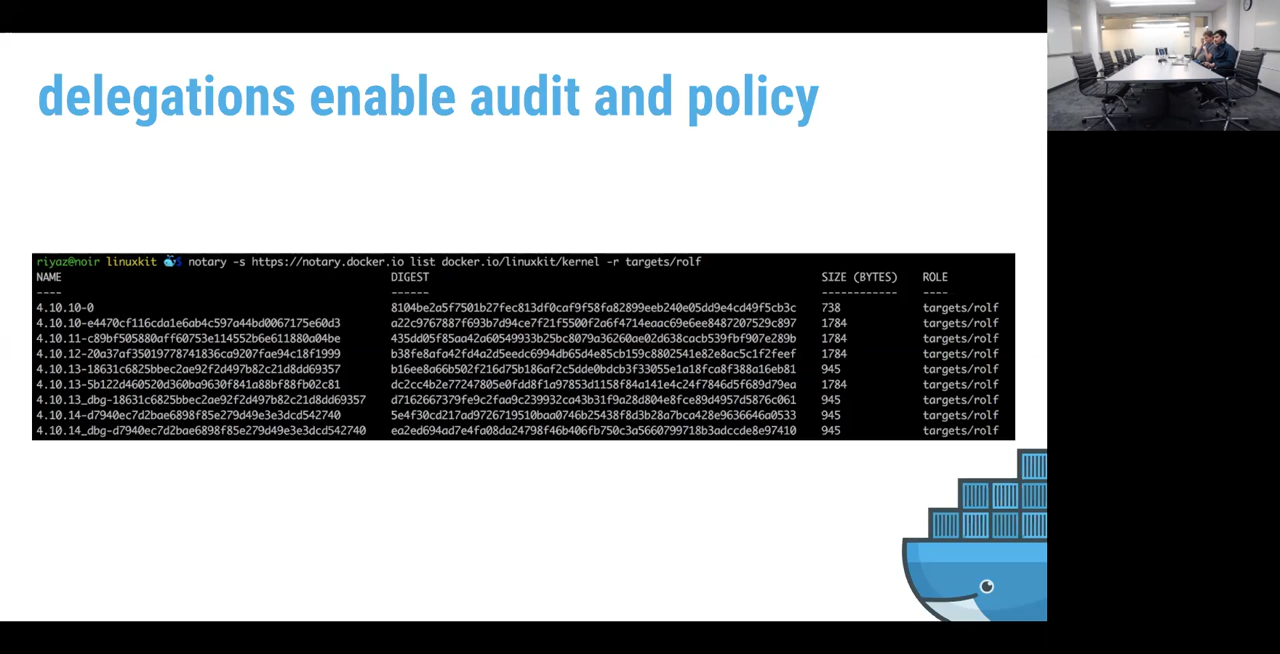 delegations enable audit and policy
riyaz@noir linuxkit 🐳$ notary -s https://notary.docker.io list docker.io/linuxkit/kernel -r targets/rolf
NAME DIGEST SIZE (BYTES) ROLE
---- ------ ------------ ----
4.10.10-0 8104be2a5f7501b27fec813df0caf9f58fa82899eeb240e05dd9e4cd49f5cb3c 738 targets/rolf
4.10.10-e4470cf116cda1e6ab4c597a44bd0067175e60d3 a22c9767887f693b7d94ce7f21f5500f2a6f4714eaac69e6ee8487207529c897 1784 targets/rolf
4.10.11-c89bf505880aff60753e114552b6e611880a04be 435dd05f85aa42a60549933b25bc8079a36260ae02d638cacb539fbf907e289b 1784 targets/rolf
4.10.12-20a37af35019778741836ca9207fae94c18f1999 b38fe8afa42fd4a2d5eedc6994db65d4e85cb159c8802541e82e8ac5c1f2feef 1784 targets/rolf
4.10.13-18631c6825bbec2ae92f2d497b82c21d8dd69357 b16ee8a66b502f216d75b186af2c5dde0bdcb3f33055e1a18fca8f388a16eb81 945 targets/rolf
4.10.13-5b122d460520d360ba9630f841a88bf88fb02c81 dc2cc4b2e77247805e0fdd8f1a97853d1158f84a141e4c24f7846d5f689d79ea 1784 targets/rolf
4.10.13_dbg-18631c6825bbec2ae92f2d497b82c21d8dd69357 d7162667379fe9c2faa9c239932ca43b31f9a28d804e8fce89d4957d5876c061 945 targets/rolf
4.10.14-d7940ec7d2bae6898f85e279d49e3e3dcd542740 5e4f30cd217ad9726719510baa0746b25438f8d3b28a7bca428e9636646a0533 945 targets/rolf
4.10.14_dbg-d7940ec7d2bae6898f85e279d49e3e3dcd542740 ea2ed694ad7e4fa08da24798f46b406fb750c3a5660799718b3adccde8e97410 945 targets/rolf